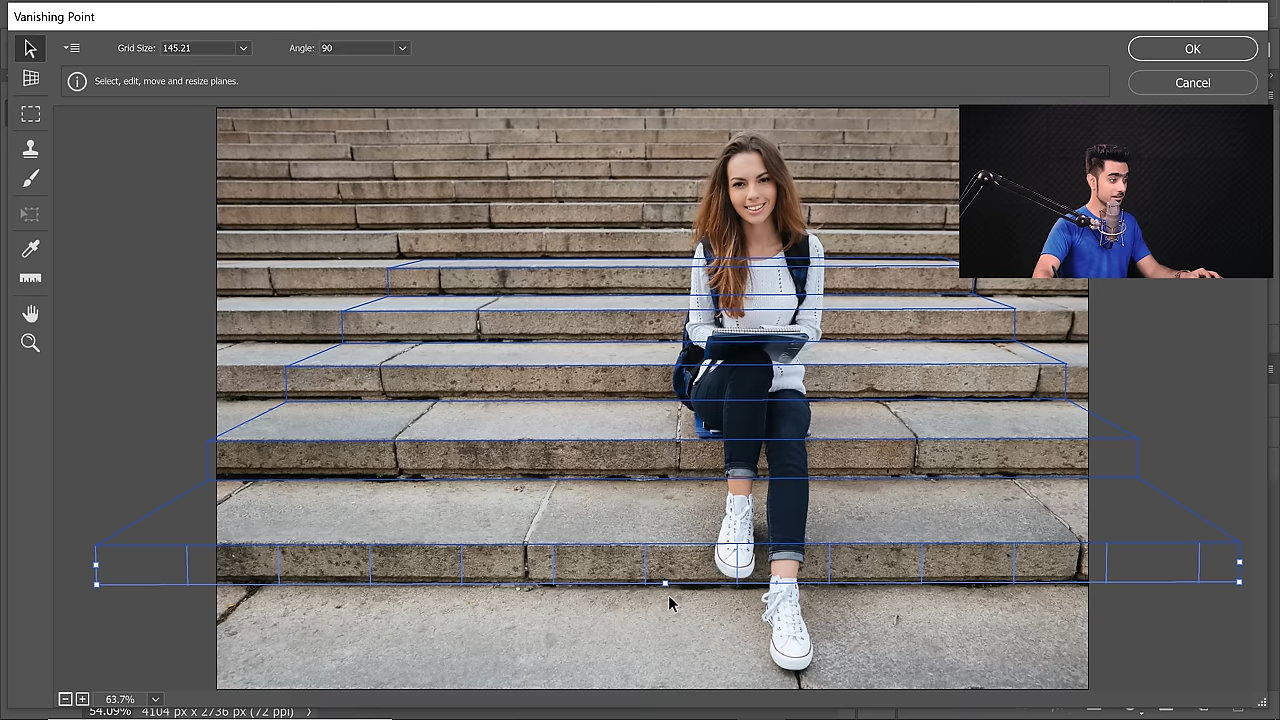 Vanishing Point
Grid Size: 145.21 Angle: 90 OK
Select, edit, move and resize planes. Cancel
63.7%
54.09% 4104 px x 2736 px (72 ppi)